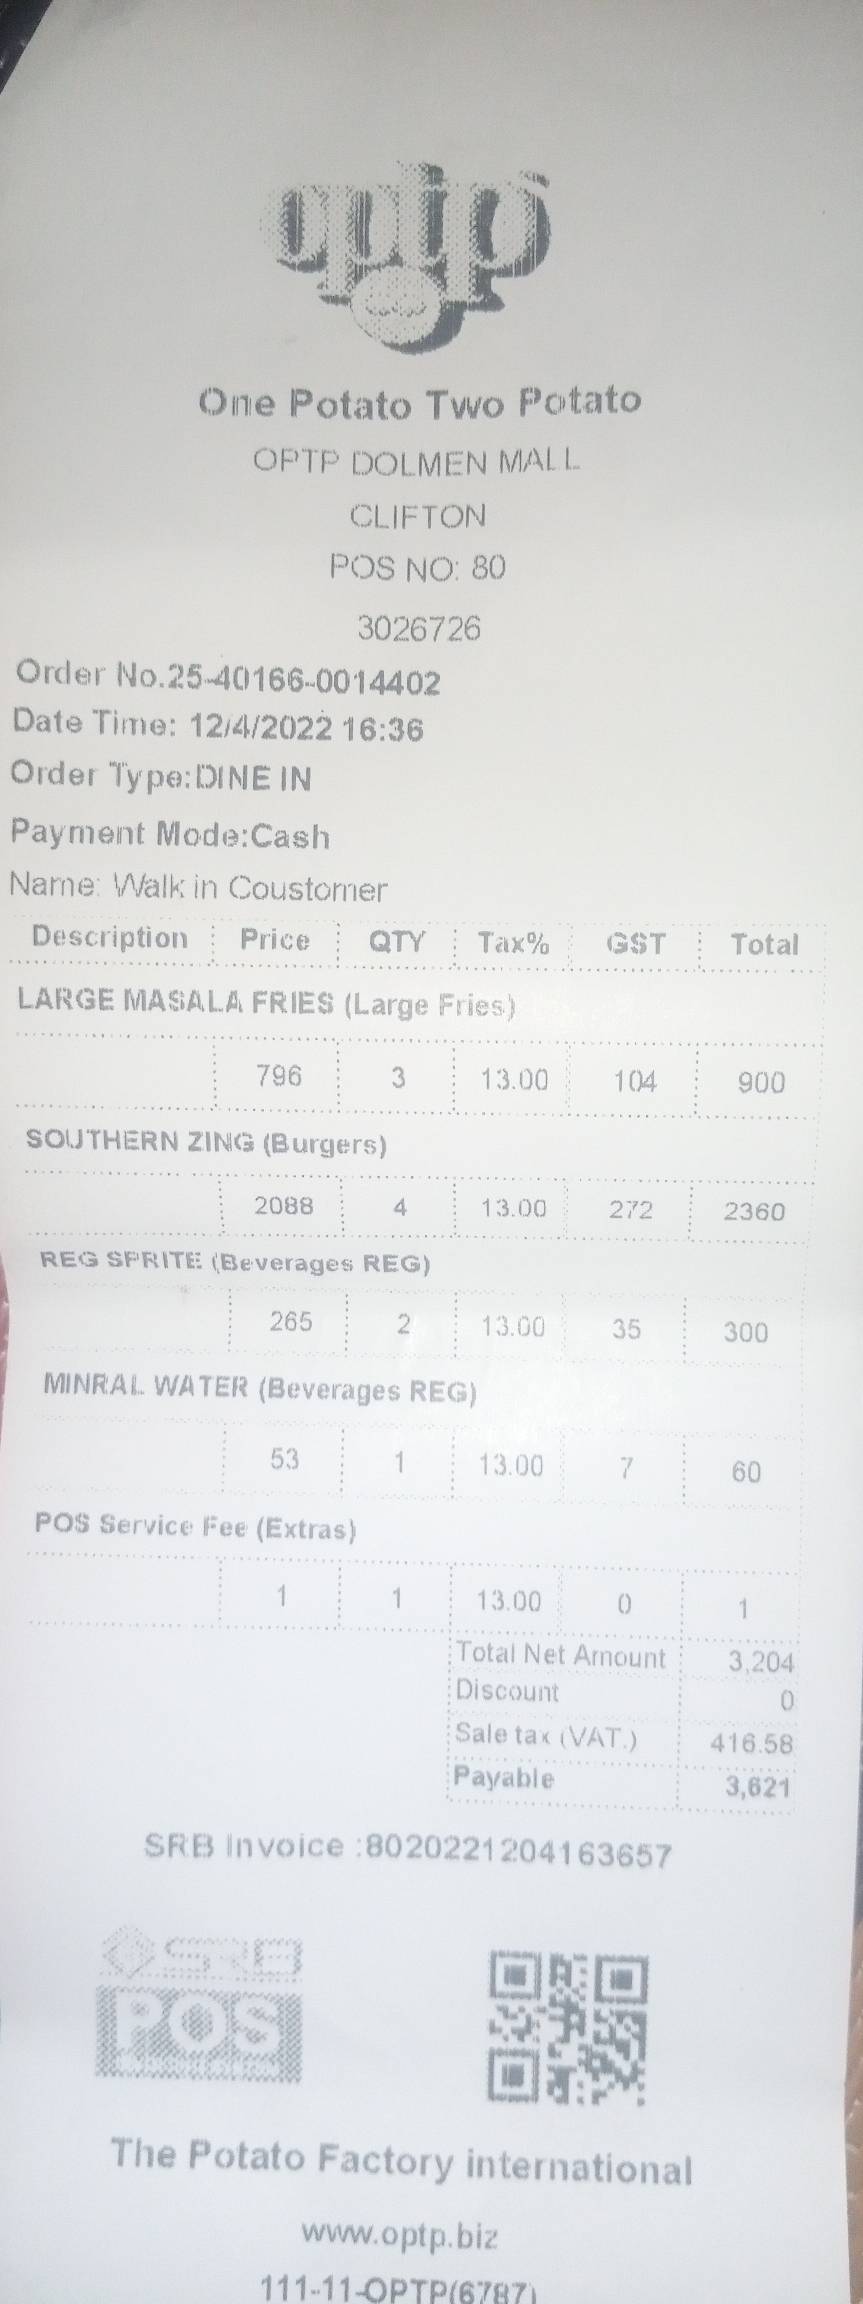 optp
One Potato Two Potato
OPTP DOLMEN MALL
CLIFTON
POS NO: 80
3026726
Order No.25-40166-0014402
Date Time: 12/4/2022 16:36
Order Type:DINE IN
Payment Mode:Cash
Name: Walk in Coustomer
Description Price QTY Tax% GST Total
LARGE MASALA FRIES (Large Fries)
796 3 13.00 104 900
SOUTHERN ZING (Burgers)
2088 4 13.00 272 2360
REG SPRITE (Beverages REG)
265 2 13.00 35 300
MINRAL WATER (Beverages REG)
53 1 13.00 7 60
POS Service Fee (Extras)
1 1 13.00 0 1
Total Net Amount 3,204
Discount 0
Sale tax (VAT.) 416.58
Payable 3,621
SRB Invoice :8020221204163657
SRB
POS
The Potato Factory international
www.optp.biz
111-11-OPTP(6787)